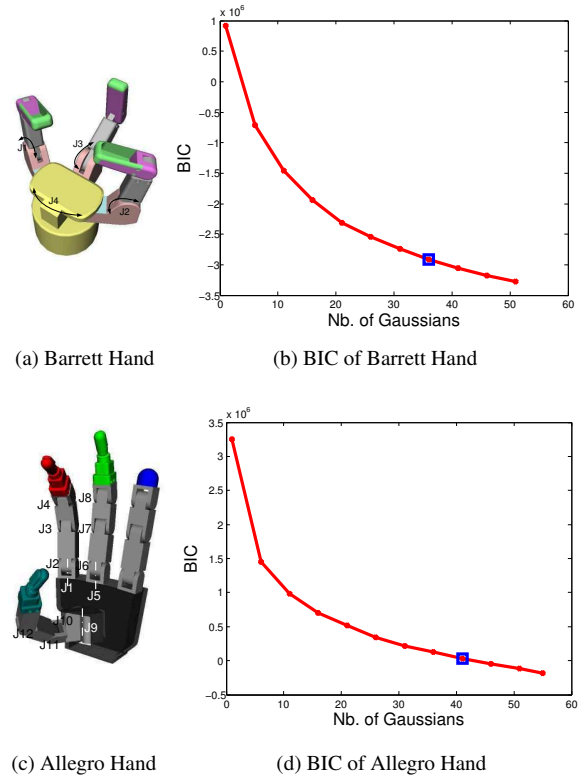 x 10^6
1
0.5
0
-0.5
-1
-1.5
-2
-2.5
-3
-3.5
BIC
0 10 20 30 40 50 60
Nb. of Gaussians
J3
J4
J2
(a) Barrett Hand
(b) BIC of Barrett Hand
x 10^6
3.5
3
2.5
2
1.5
1
0.5
0
-0.5
BIC
0 10 20 30 40 50 60
Nb. of Gaussians
J4 J8
J3 J7
J2 J6
J1 J5
J10 J9
J12
J11
(c) Allegro Hand
(d) BIC of Allegro Hand